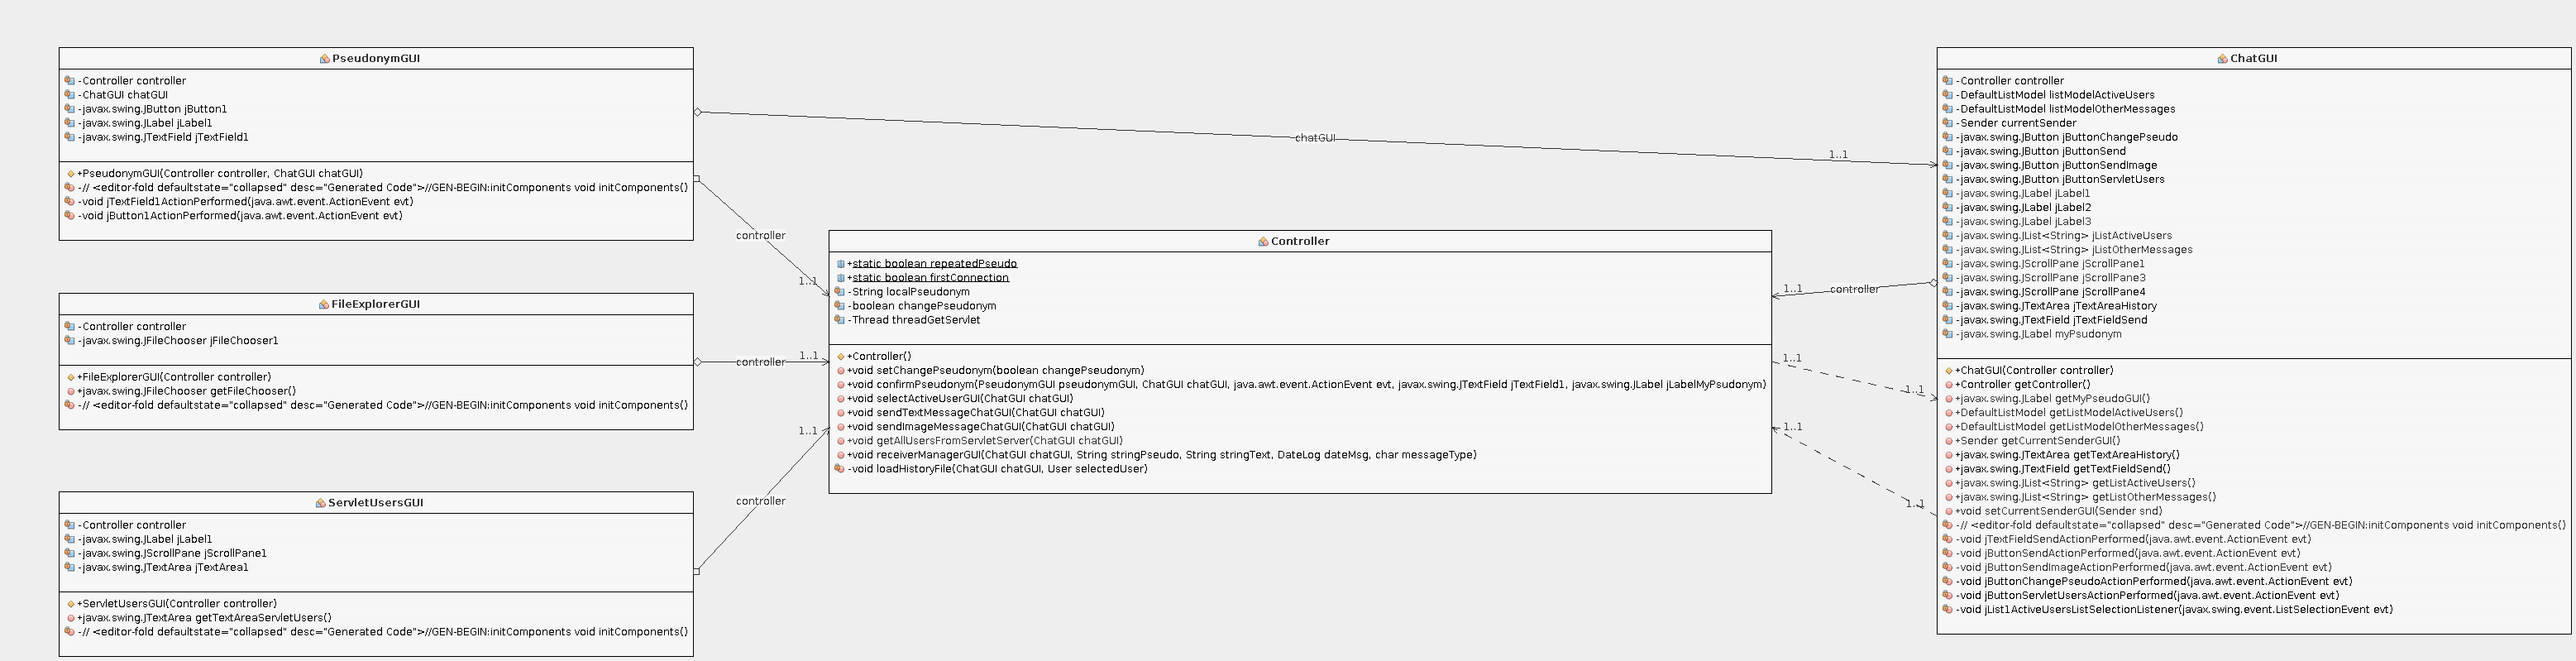 PseudonymGUI
-Controller controller
-ChatGUI chatGUI
-javax.swing.JButton jButton1
-javax.swing.JLabel jLabel1
-javax.swing.JTextField jTextField1
+PseudonymGUI(Controller controller, ChatGUI chatGUI)
-// <editor-fold defaultstate="collapsed" desc="Generated Code">//GEN-BEGIN:initComponents void initComponents()
-void jTextField1ActionPerformed(java.awt.event.ActionEvent evt)
-void jButton1ActionPerformed(java.awt.event.ActionEvent evt)
chatGUI
1..1
controller
1..1
FileExplorerGUI
-Controller controller
-javax.swing.JFileChooser jFileChooser1
+FileExplorerGUI(Controller controller)
+javax.swing.JFileChooser getFileChooser()
-// <editor-fold defaultstate="collapsed" desc="Generated Code">//GEN-BEGIN:initComponents void initComponents()
controller
1..1
ServletUsersGUI
-Controller controller
-javax.swing.JLabel jLabel1
-javax.swing.JScrollPane jScrollPane1
-javax.swing.JTextArea jTextArea1
+ServletUsersGUI(Controller controller)
+javax.swing.JTextArea getTextAreaServletUsers()
-// <editor-fold defaultstate="collapsed" desc="Generated Code">//GEN-BEGIN:initComponents void initComponents()
controller
1..1
Controller
+static boolean repeatedPseudo
+static boolean firstConnection
-String localPseudonym
-boolean changePseudonym
-Thread threadGetServlet
+Controller()
+void setChangePseudonym(boolean changePseudonym)
+void confirmPseudonym(PseudonymGUI pseudonymGUI, ChatGUI chatGUI, java.awt.event.ActionEvent evt, javax.swing.JTextField jTextField1, javax.swing.JLabel jLabelMyPsudonym)
+void selectActiveUserGUI(ChatGUI chatGUI)
+void sendTextMessageChatGUI(ChatGUI chatGUI)
+void sendImageMessageChatGUI(ChatGUI chatGUI)
+void getAllUsersFromServletServer(ChatGUI chatGUI)
+void receiverManagerGUI(ChatGUI chatGUI, String stringPseudo, String stringText, DateLog dateMsg, char messageType)
-void loadHistoryFile(ChatGUI chatGUI, User selectedUser)
1..1
controller
1..1
1..1
1..1
1..1
ChatGUI
-Controller controller
-DefaultListModel listModelActiveUsers
-DefaultListModel listModelOtherMessages
-Sender currentSender
-javax.swing.JButton jButtonChangePseudo
-javax.swing.JButton jButtonSend
-javax.swing.JButton jButtonSendImage
-javax.swing.JButton jButtonServletUsers
-javax.swing.JLabel jLabel1
-javax.swing.JLabel jLabel2
-javax.swing.JLabel jLabel3
-javax.swing.JList<String> jListActiveUsers
-javax.swing.JList<String> jListOtherMessages
-javax.swing.JScrollPane jScrollPane1
-javax.swing.JScrollPane jScrollPane3
-javax.swing.JScrollPane jScrollPane4
-javax.swing.JTextArea jTextAreaHistory
-javax.swing.JTextField jTextFieldSend
-javax.swing.JLabel myPsudonym
+ChatGUI(Controller controller)
+Controller getController()
+javax.swing.JLabel getMyPseudoGUI()
+DefaultListModel getListModelActiveUsers()
+DefaultListModel getListModelOtherMessages()
+Sender getCurrentSenderGUI()
+javax.swing.JTextArea getTextAreaHistory()
+javax.swing.JTextField getTextFieldSend()
+javax.swing.JList<String> getListActiveUsers()
+javax.swing.JList<String> getListOtherMessages()
+void setCurrentSenderGUI(Sender snd)
-// <editor-fold defaultstate="collapsed" desc="Generated Code">//GEN-BEGIN:initComponents void initComponents()
-void jTextFieldSendActionPerformed(java.awt.event.ActionEvent evt)
-void jButtonSendActionPerformed(java.awt.event.ActionEvent evt)
-void jButtonSendImageActionPerformed(java.awt.event.ActionEvent evt)
-void jButtonChangePseudoActionPerformed(java.awt.event.ActionEvent evt)
-void jButtonServletUsersActionPerformed(java.awt.event.ActionEvent evt)
-void jList1ActiveUsersListSelectionListener(javax.swing.event.ListSelectionEvent evt)